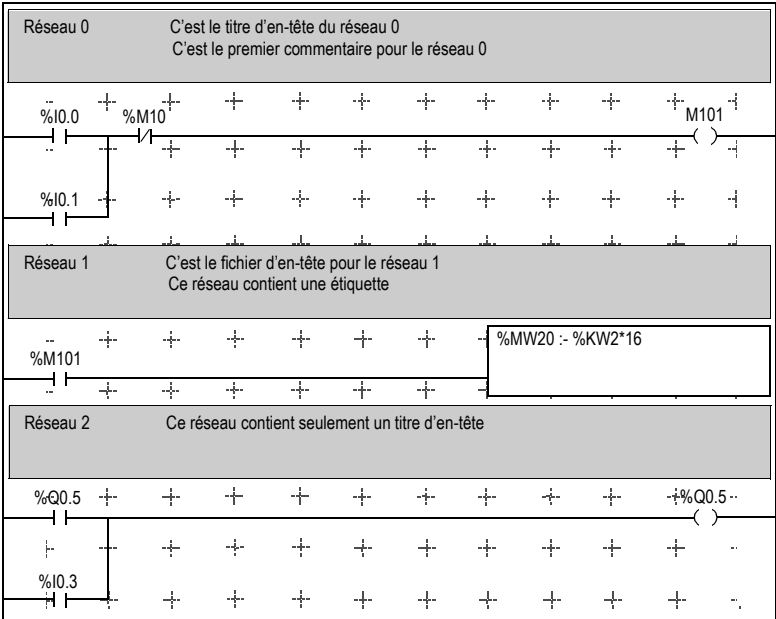 Réseau 0 C'est le titre d'en-tête du réseau 0
C'est le premier commentaire pour le réseau 0
%I0.0 %M10 M101
%I0.1
Réseau 1 C'est le fichier d'en-tête pour le réseau 1
Ce réseau contient une étiquette
%MW20 :- %KW2*16
%M101
Réseau 2 Ce réseau contient seulement un titre d'en-tête
%Q0.5 %Q0.5
%I0.3